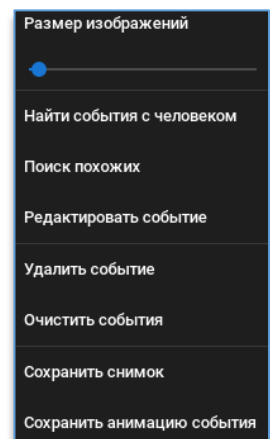 Размер изображений
Найти события с человеком
Поиск похожих
Редактировать событие
Удалить событие
Очистить события
Сохранить снимок
Сохранить анимацию события